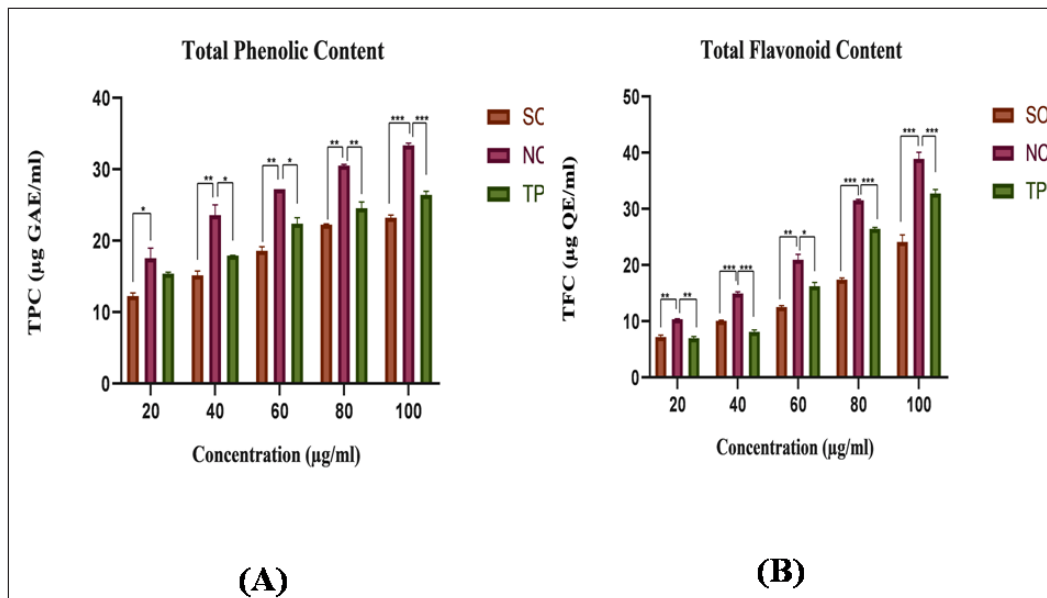 Total Phenolic Content
40
30
20
10
0
TPC (µg GAE/ml)
*
** *
** *
** **
*** ***
20 40 60 80 100
Concentration (µg/ml)
SC
NC
TP
(A)
Total Flavonoid Content
50
40
30
20
10
0
TFC (µg QE/ml)
** **
*** ***
** *
*** ***
*** ***
20 40 60 80 100
Concentration (µg/ml)
SO
NC
TP
(B)